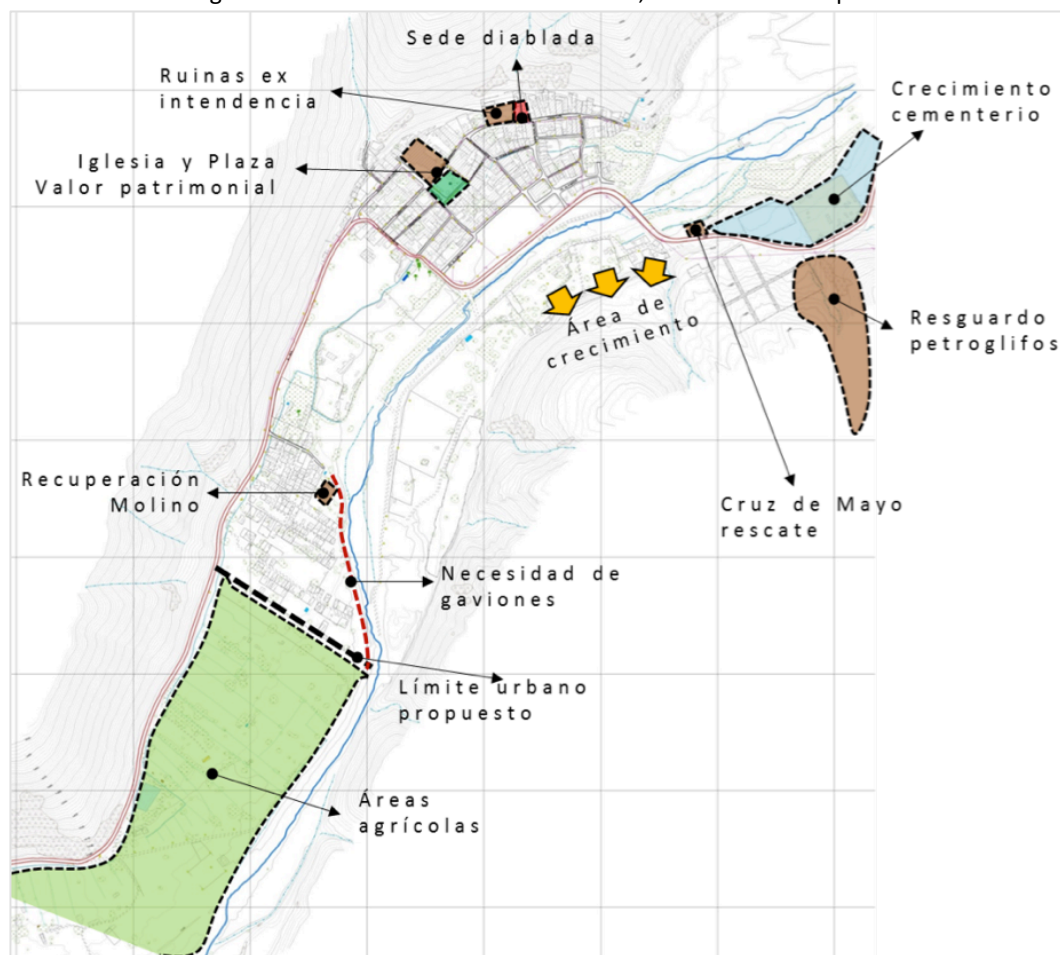 Sede diablada
Ruinas ex
intendencia
Crecimiento
cementerio
Iglesia y Plaza
Valor patrimonial
Área de
crecimiento
Resguardo
petroglifos
Recuperación
Molino
Cruz de Mayo
rescate
Necesidad de
gaviones
Límite urbano
propuesto
Áreas
agrícolas